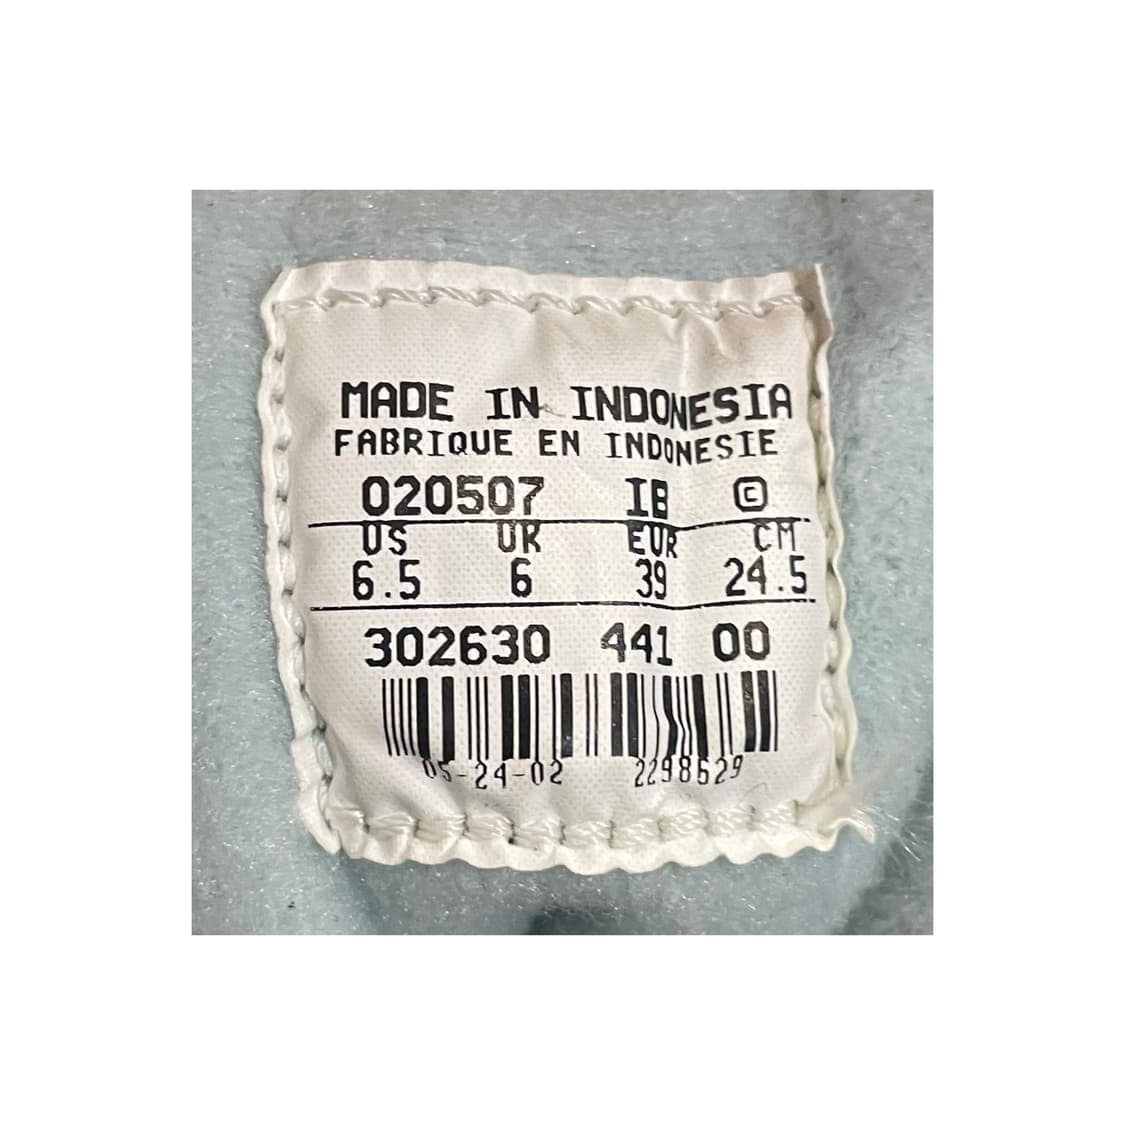 MADE IN INDONESIA
FABRIQUE EN INDONESIE
020507 IB Ⓒ
US UK EUR CM
6.5 6 39 24.5
302630 441 00
05-24-02 2298629